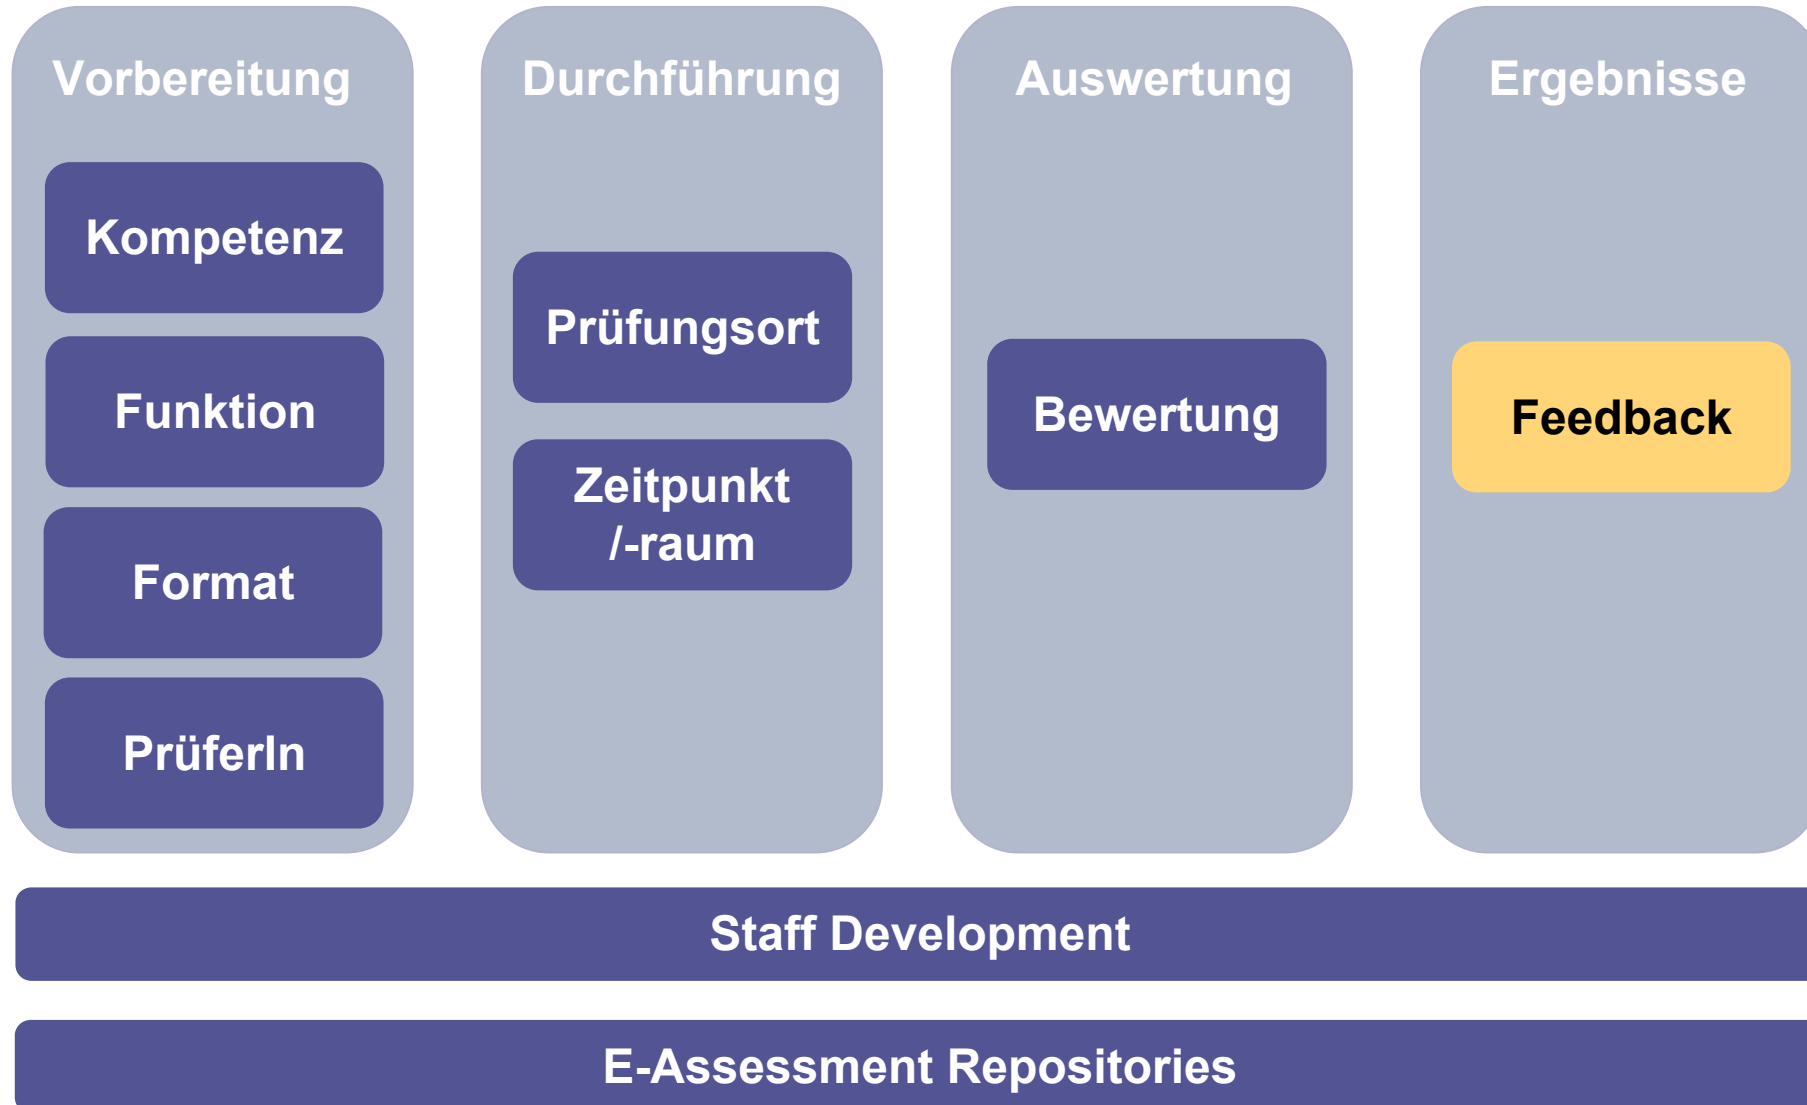 Vorbereitung
Kompetenz
Funktion
Format
PrüferIn
Durchführung
Prüfungsort
Zeitpunkt
/-raum
Auswertung
Bewertung
Ergebnisse
Feedback
Staff Development
E-Assessment Repositories